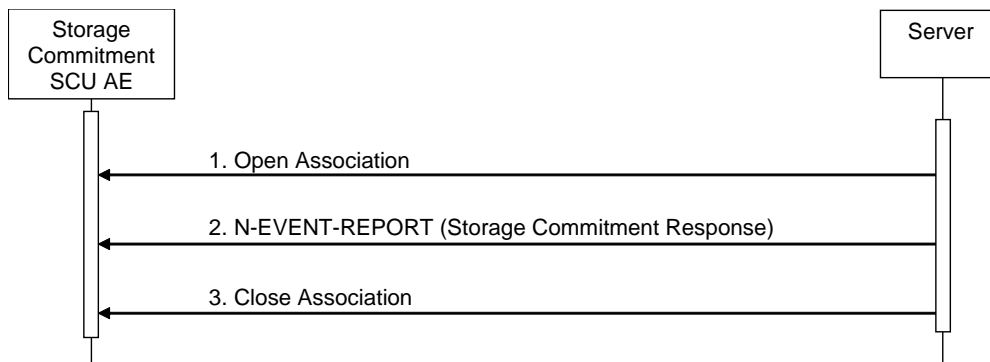 Storage
Commitment
SCU AE
Server
1. Open Association
2. N-EVENT-REPORT (Storage Commitment Response)
3. Close Association